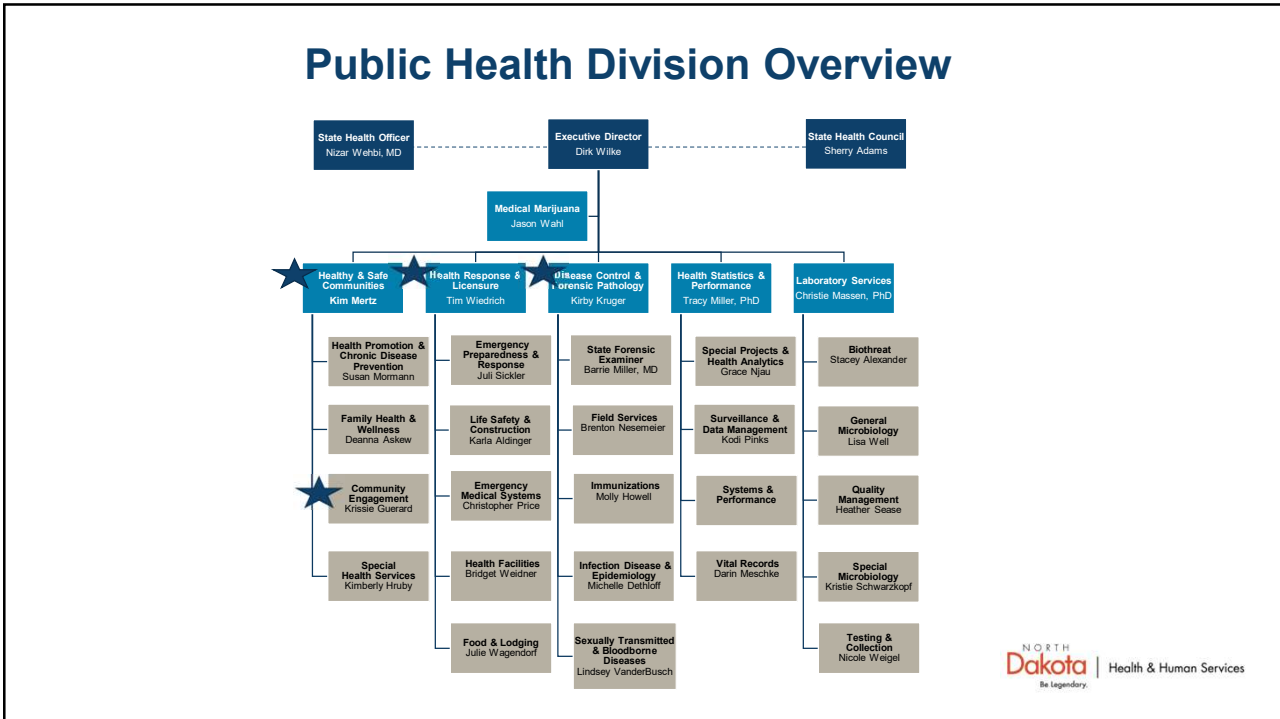 Public Health Division Overview
State Health Officer
Nizar Wehbi, MD
Executive Director
Dirk Wilke
State Health Council
Sherry Adams
Medical Marijuana
Jason Wahl
Healthy & Safe
Communities
Kim Mertz
Health Response &
Licensure
Tim Wiedrich
Disease Control &
Forensic Pathology
Kirby Kruger
Health Statistics &
Performance
Tracy Miller, PhD
Laboratory Services
Christie Massen, PhD
Health Promotion &
Chronic Disease
Prevention
Susan Mormann
Family Health &
Wellness
Deanna Askew
Community
Engagement
Krissie Guerard
Special
Health Services
Kimberly Hruby
Emergency
Preparedness &
Response
Juli Sickler
Life Safety &
Construction
Karla Aldinger
Emergency
Medical Systems
Christopher Price
Health Facilities
Bridget Weidner
Food & Lodging
Julie Wagendorf
State Forensic
Examiner
Barrie Miller, MD
Field Services
Brenton Nesemeier
Immunizations
Molly Howell
Infection Disease &
Epidemiology
Michelle Dethloff
Sexually Transmitted
& Bloodborne
Diseases
Lindsey VanderBusch
Special Projects &
Health Analytics
Grace Njau
Surveillance &
Data Management
Kodi Pinks
Systems &
Performance
Vital Records
Darin Meschke
Biothreat
Stacey Alexander
General
Microbiology
Lisa Well
Quality
Management
Heather Sease
Special
Microbiology
Kristie Schwarzkopf
Testing &
Collection
Nicole Weigel
NORTH
Dakota | Health & Human Services
Be Legendary.